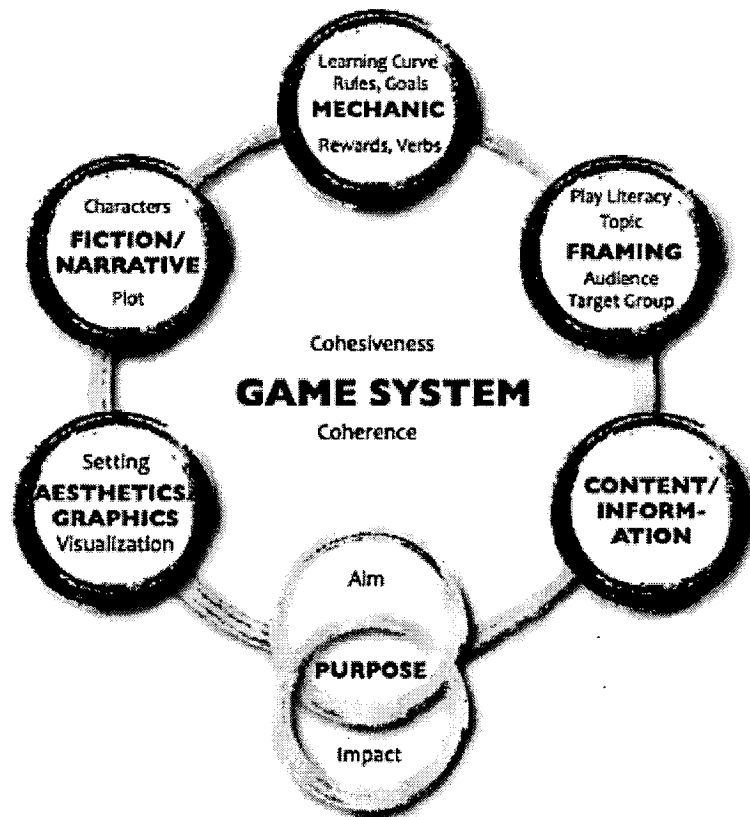 Learning Curve
Rules, Goals
MECHANIC
Rewards, Verbs
Characters
FICTION/
NARRATIVE
Plot
Play Literacy
Topic
FRAMING
Audience
Target Group
Cohesiveness
GAME SYSTEM
Coherence
Setting
AESTHETICS/
GRAPHICS
Visualization
CONTENT/
INFORM-
ATION
Aim
PURPOSE
Impact